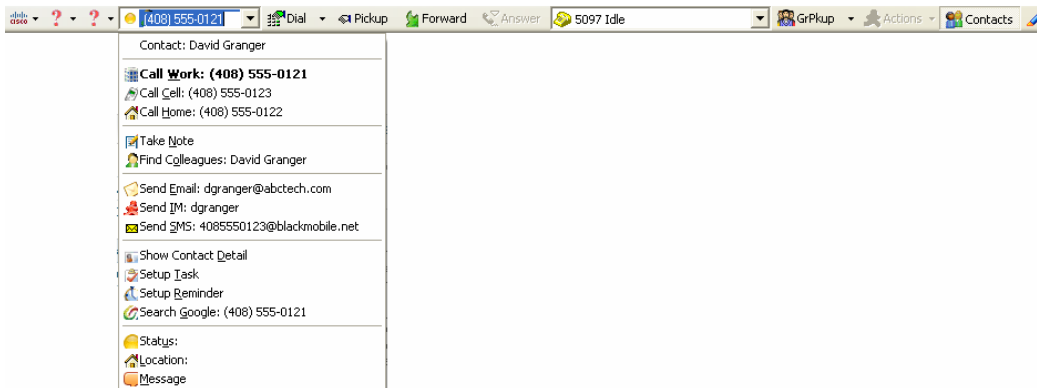 cisco ? ? (408) 555-0121 Dial Pickup Forward Answer 5097 Idle GrPkup Actions Contacts
Contact: David Granger
Call Work: (408) 555-0121
Call Cell: (408) 555-0123
Call Home: (408) 555-0122
Take Note
Find Colleagues: David Granger
Send Email: dgranger@abctech.com
Send IM: dgranger
Send SMS: 4085550123@blackmobile.net
Show Contact Detail
Setup Task
Setup Reminder
Search Google: (408) 555-0121
Status:
Location:
Message